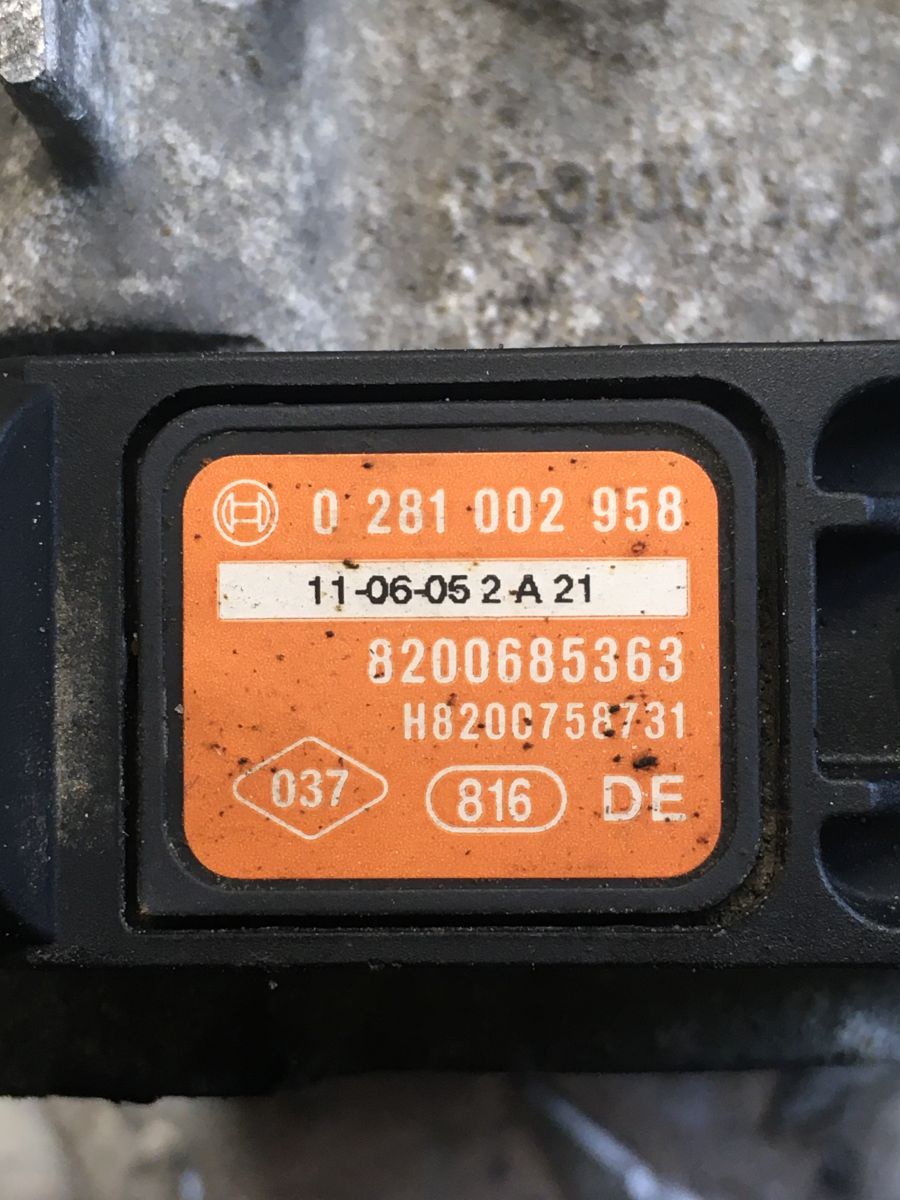 0 281 002 958
11-06-05 2 A 21
8200685363
H8200758731
037 816 DE